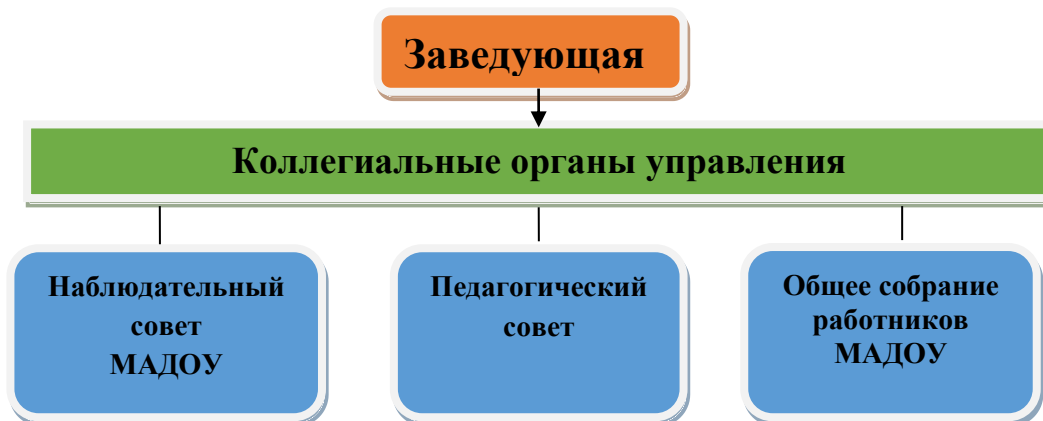 Заведующая
Коллегиальные органы управления
Наблюдательный
совет
МАДОУ
Педагогический
совет
Общее собрание
работников
МАДОУ